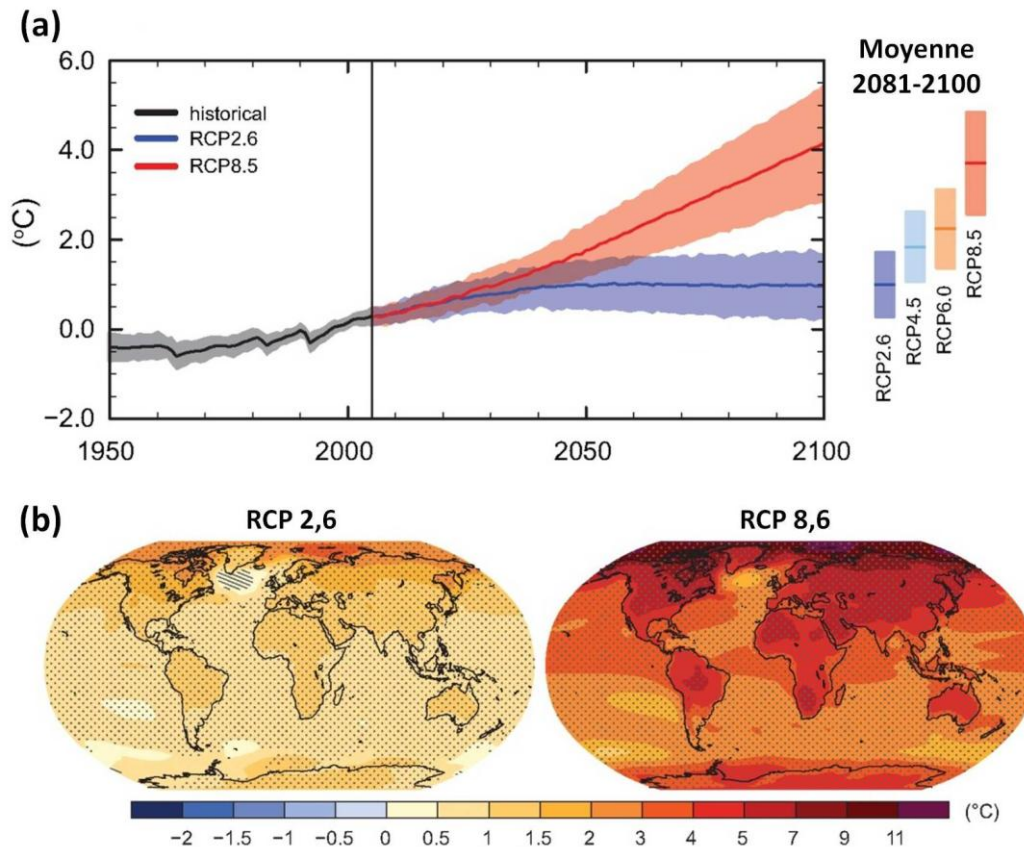 (a)
Moyenne
2081-2100
6.0
4.0
2.0
0.0
−2.0
(°C)
historical
RCP2.6
RCP8.5
1950
2000
2050
2100
RCP2.6
RCP4.5
RCP6.0
RCP8.5
(b)
RCP 2,6
RCP 8,6
−2 −1.5 −1 −0.5 0 0.5 1 1.5 2 3 4 5 7 9 11
(°C)